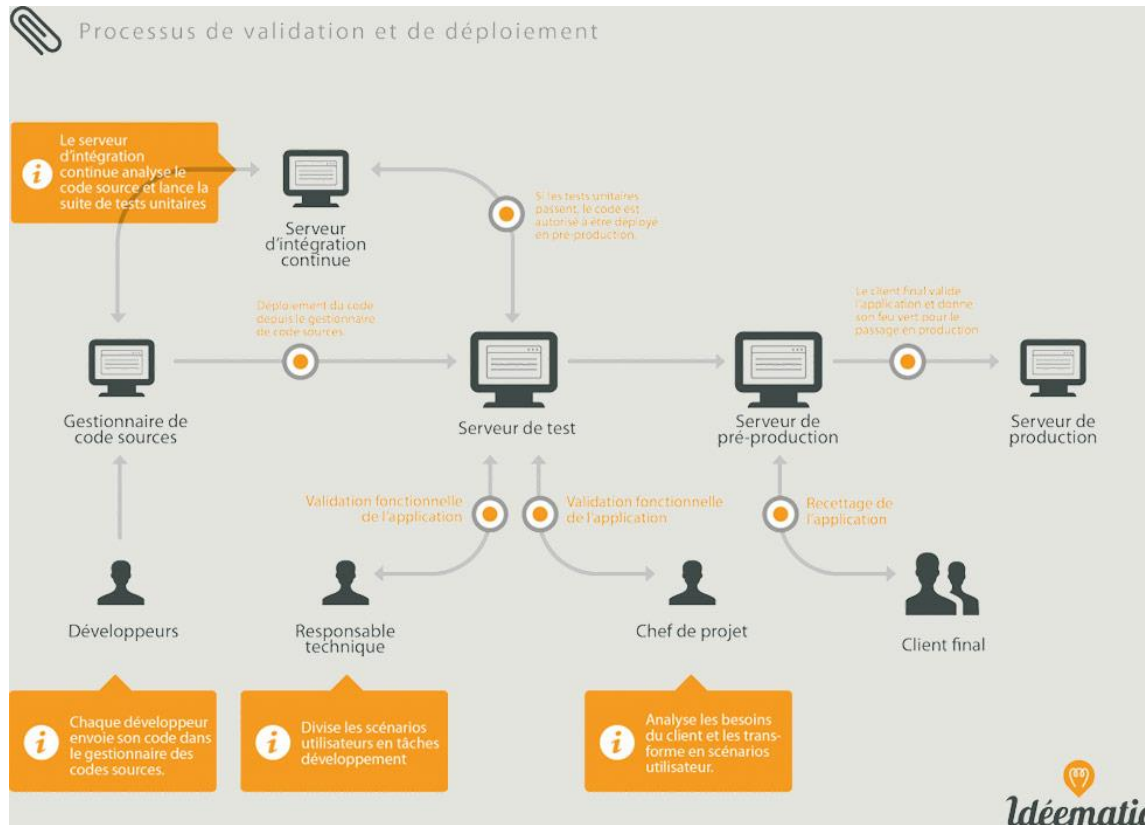 Processus de validation et de déploiement
Le serveur
d'intégration
continue analyse le
code source et lance la
suite de tests unitaires
Serveur
d'intégration
continue
Si les tests unitaires
passent, le code est
autorisé à être déployé
en pré-production
Déploiement du code
depuis le gestionnaire
de code sources
Le client final valide
l'application et donne
son feu vert pour le
passage en production
Gestionnaire de
code sources
Serveur de test
Serveur de
pré-production
Serveur de
production
Validation fonctionnelle
de l'application
Validation fonctionnelle
de l'application
Recettage de
l'application
Développeurs
Responsable
technique
Chef de projet
Client final
Chaque développeur
envoie son code dans
le gestionnaire des
codes sources.
Divise les scénarios
utilisateurs en tâches
développement
Analyse les besoins
du client et les trans-
forme en scénarios
utilisateur.
Idéematic